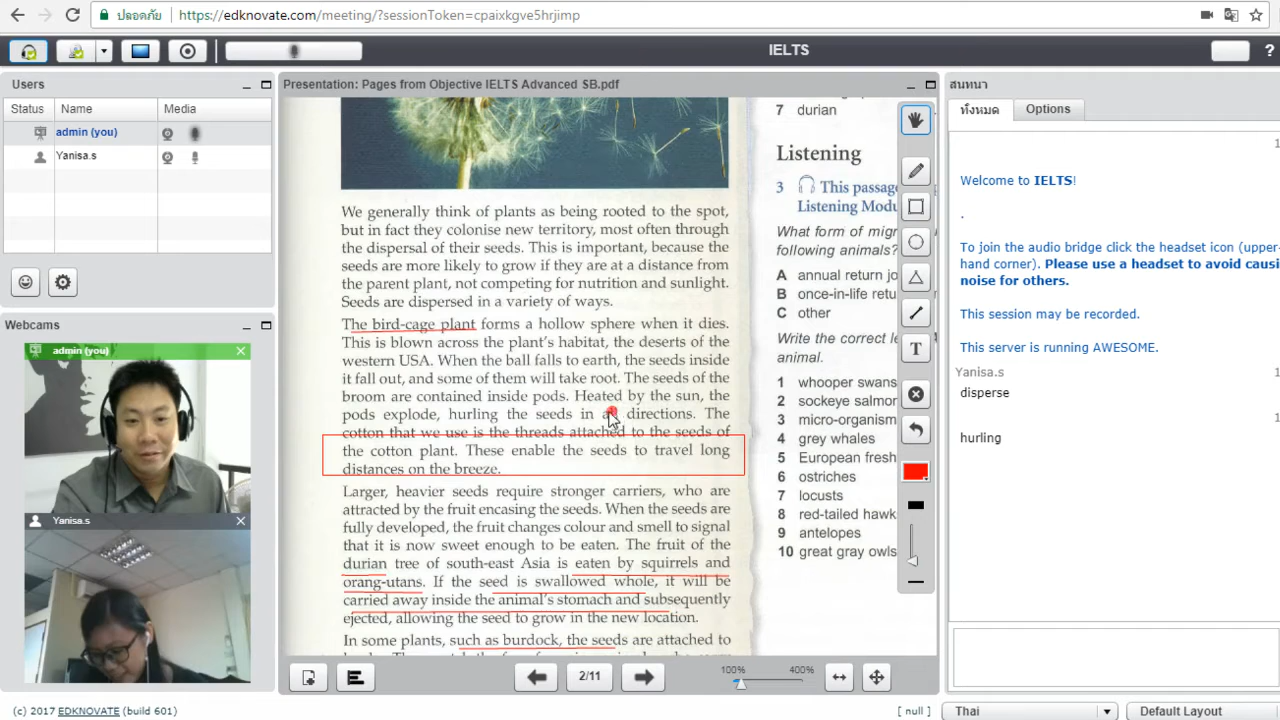 ปลอดภัย https://edknovate.com/meeting/?sessionToken=cpaixkgve5hrjimp
IELTS
?
Users
Status Name Media
admin (you)
Yanisa.s
Webcams
admin (you)
Yanisa.s
Presentation: Pages from Objective IELTS Advanced SB.pdf
We generally think of plants as being rooted to the spot,
but in fact they colonise new territory, most often through
the dispersal of their seeds. This is important, because the
seeds are more likely to grow if they are at a distance from
the parent plant, not competing for nutrition and sunlight.
Seeds are dispersed in a variety of ways.
The bird-cage plant forms a hollow sphere when it dies.
This is blown across the plant's habitat, the deserts of the
western USA. When the ball falls to earth, the seeds inside
it fall out, and some of them will take root. The seeds of the
broom are contained inside pods. Heated by the sun, the
pods explode, hurling the seeds in directions. The
cotton that we use is the threads attached to the seeds of
the cotton plant. These enable the seeds to travel long
distances on the breeze.
Larger, heavier seeds require stronger carriers, who are
attracted by the fruit encasing the seeds. When the seeds are
fully developed, the fruit changes colour and smell to signal
that it is now sweet enough to be eaten. The fruit of the
durian tree of south-east Asia is eaten by squirrels and
orang-utans. If the seed is swallowed whole, it will be
carried away inside the animal's stomach and subsequently
ejected, allowing the seed to grow in the new location.
In some plants, such as burdock, the seeds are attached to
7 durian
Listening
3 This passag
Listening Modu
What form of migr
following animals?
A annual return jo
B once-in-life retu
C other
Write the correct le
animal.
1 whooper swans
2 sockeye salmor
3 micro-organism
4 grey whales
5 European fresh
6 ostriches
7 locusts
8 red-tailed hawk
9 antelopes
10 great gray owls
T
2/11
100% 400%
สนทนา
ทั้งหมด Options
1
Welcome to IELTS!
.
To join the audio bridge click the headset icon (upper-
hand corner). Please use a headset to avoid causi
noise for others.
This session may be recorded.
This server is running AWESOME.
Yanisa.s 1
disperse
hurling
(c) 2017 EDKNOVATE (build 601)
[ null ] Thai Default Layout